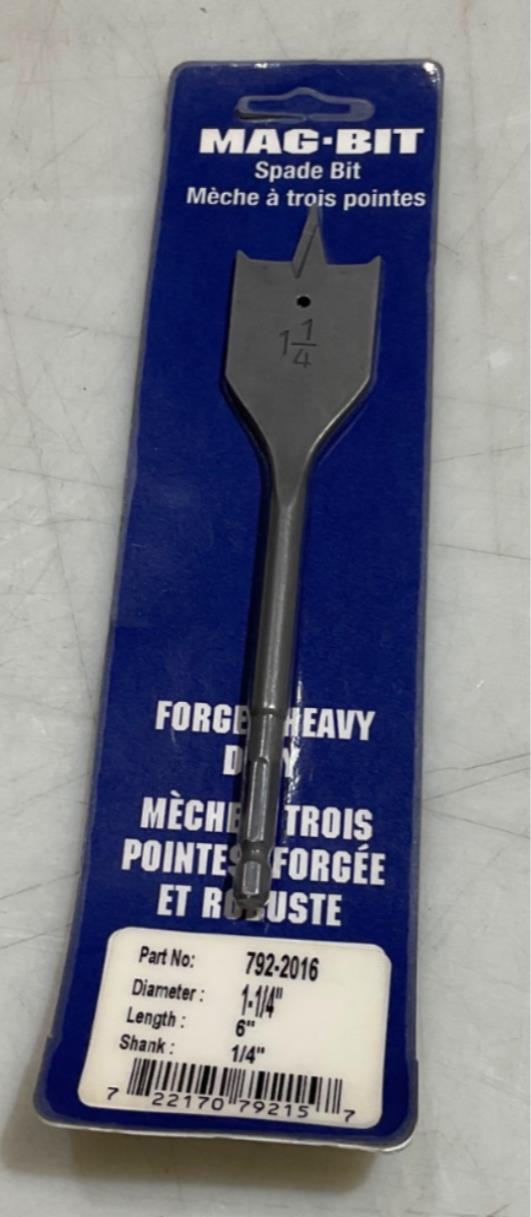 MAG·BIT
Spade Bit
Mèche à trois pointes
1 1/4
FORGE HEAVY
D Y
MÈCHE TROIS
POINTES FORGÉE
ET R USTE
Part No: 792-2016
Diameter : 1-1/4"
Length : 6"
Shank : 1/4"
7 22170 79215 7